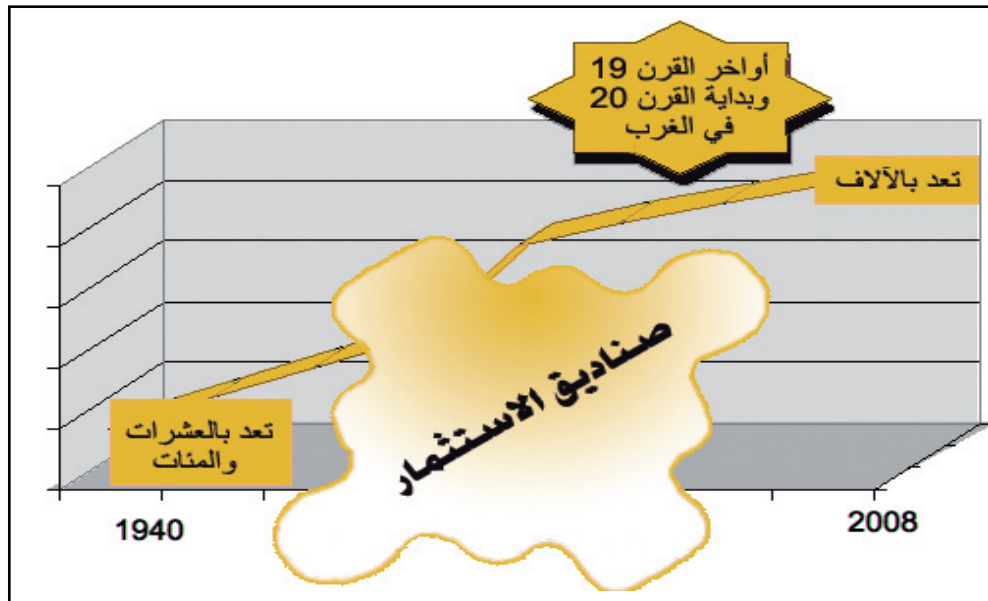 أواخر القرن 19
وبداية القرن 20
في الغرب
تعد بالآلاف
صناديق الاستثمار
تعد بالعشرات
والمئات
1940
2008